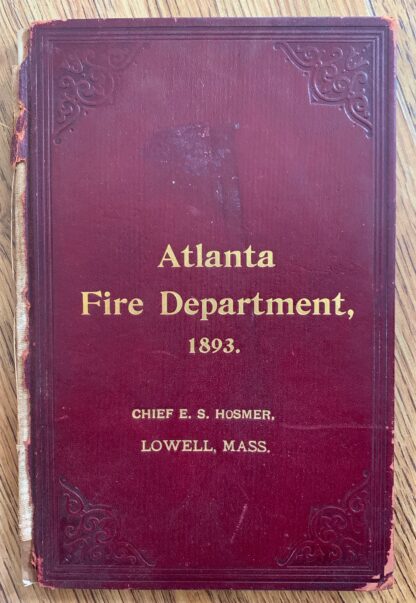 Atlanta
Fire Department,
1893.
CHIEF E. S. HOSMER,
LOWELL, MASS.